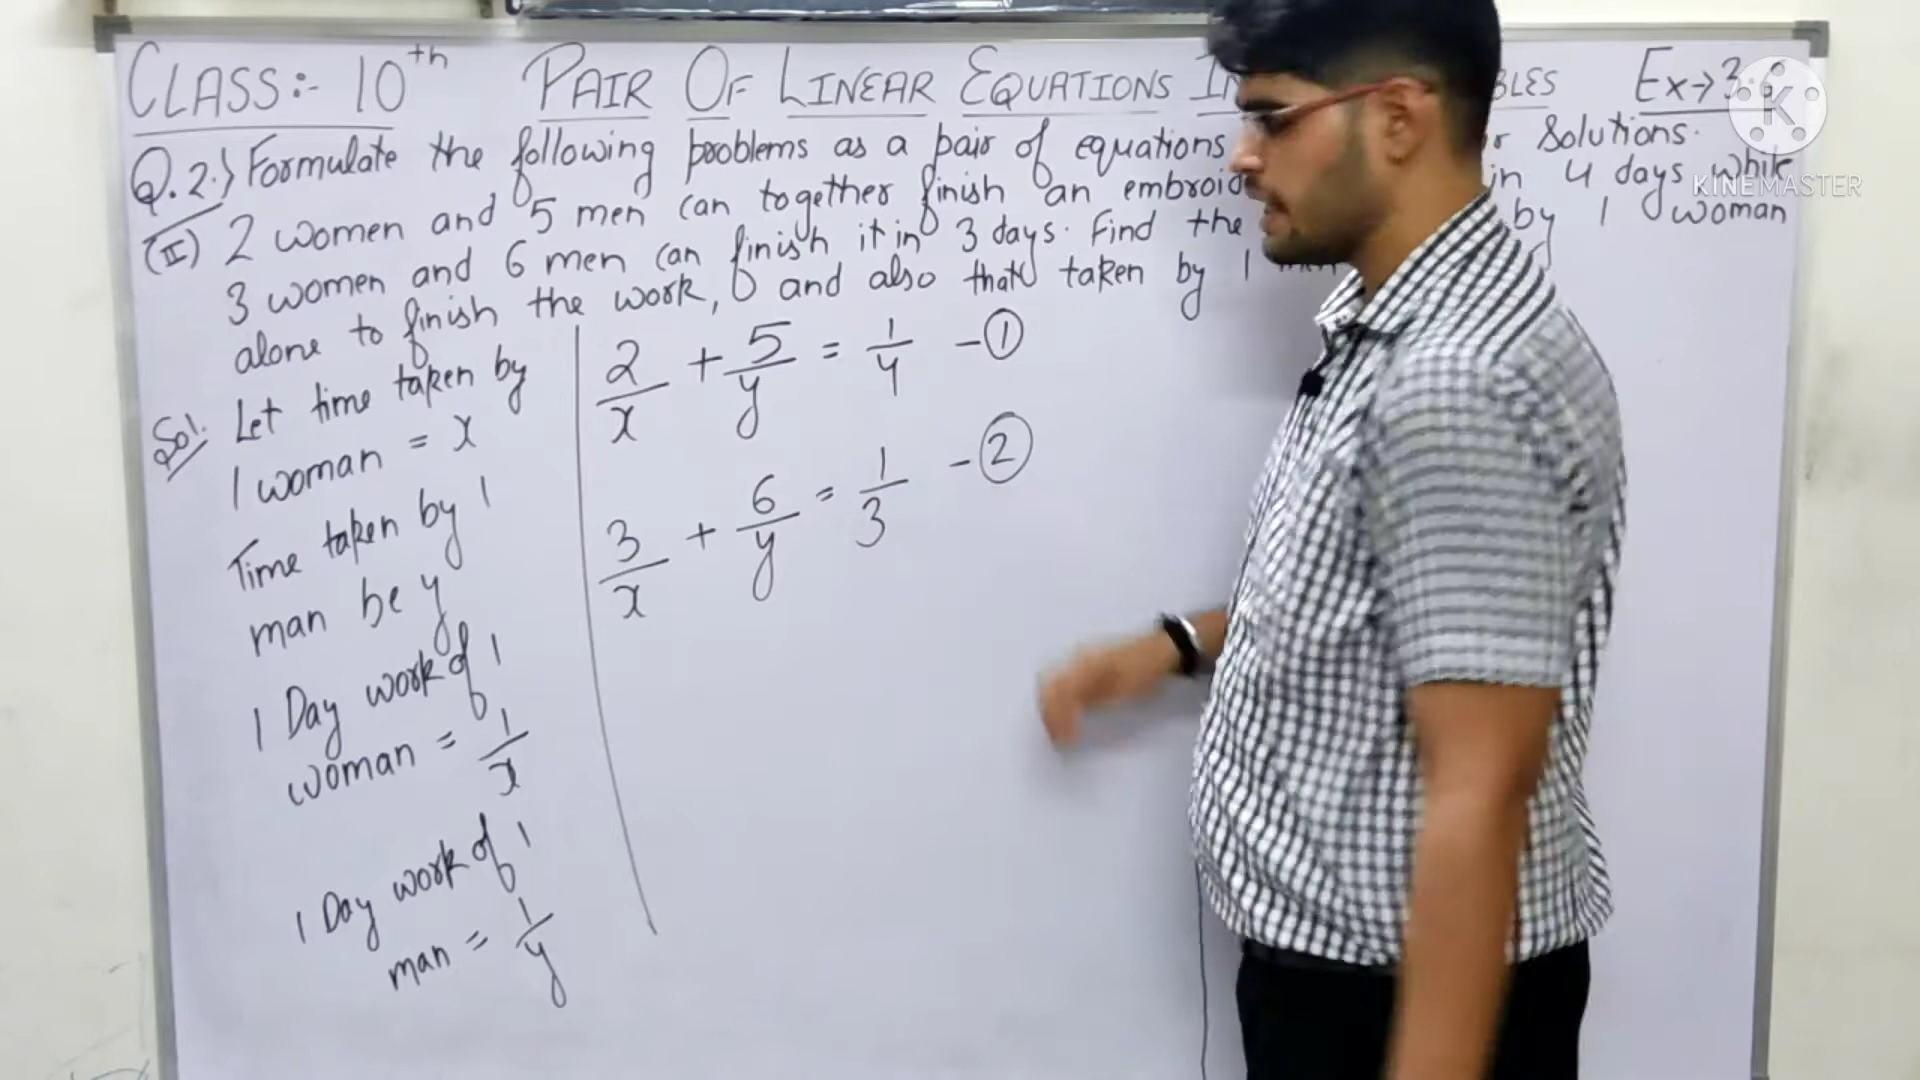 CLASS:- 10th PAIR OF LINEAR EQUATIONS IN BLES Ex→3.6
Q.2.) Formulate the following problems as a pair of equations solutions.
(II) 2 women and 5 men can together finish an embroid in 4 days while
3 women and 6 men can finish it in 3 days. Find the by 1 woman
alone to finish the work, and also that taken by 1
Sol. Let time taken by
1 woman = x
Time taken by 1
man be y
1 Day work of 1
woman = 1/x
1 Day work of 1
man = 1/y
2/x + 5/y = 1/4 -①
3/x + 6/y = 1/3 -②
K
KINEMASTER